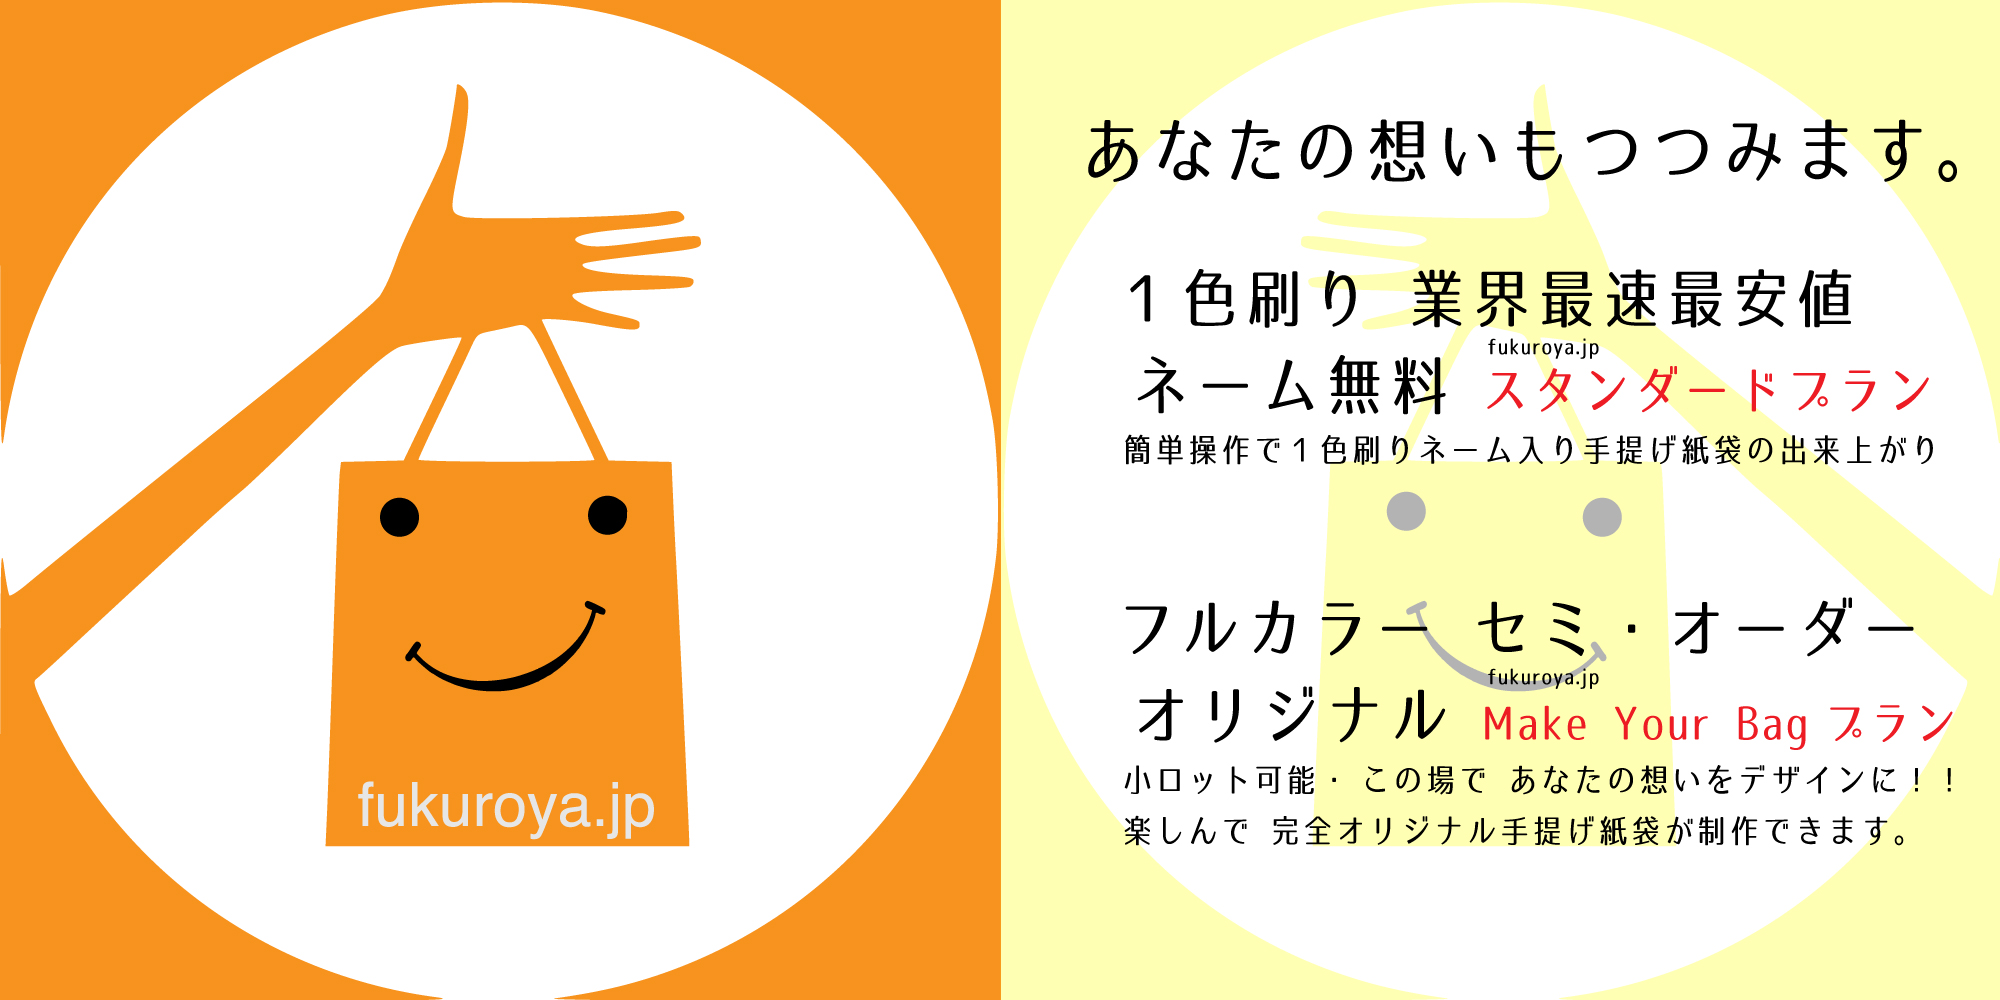 fukuroya.jp
あなたの想いもつつみます。
１色刷り 業界最速最安値
fukuroya.jp
ネーム無料 スタンダードプラン
簡単操作で１色刷りネーム入り手提げ紙袋の出来上がり
フルカラー セミ・オーダー
fukuroya.jp
オリジナル Make Your Bag プラン
小ロット可能・ この場で あなたの想いをデザインに！！
楽しんで 完全オリジナル手提げ紙袋が制作できます。